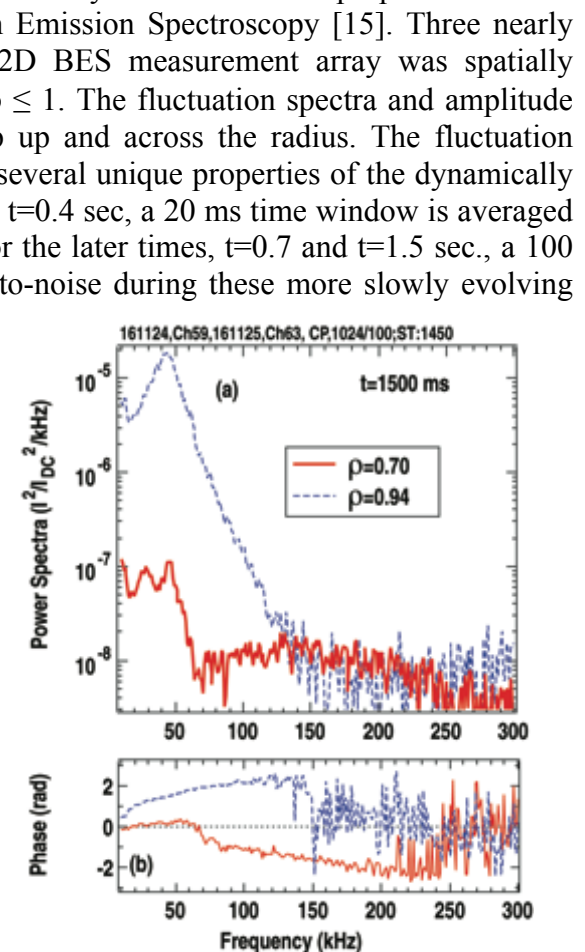 Emission Spectroscopy [15]. Three nearly
2D BES measurement array was spatially
≤ 1. The fluctuation spectra and amplitude
up and across the radius. The fluctuation
several unique properties of the dynamically
t=0.4 sec, a 20 ms time window is averaged
the later times, t=0.7 and t=1.5 sec., a 100
to-noise during these more slowly evolving
161124,Ch59,161125,Ch63, CP,1024/100;ST:1450
(a)
t=1500 ms
ρ=0.70
ρ=0.94
Power Spectra (I²/I_DC²/kHz)
10⁻⁵
10⁻⁶
10⁻⁷
10⁻⁸
50 100 150 200 250 300
Phase (rad)
2
0
-2
(b)
50 100 150 200 250 300
Frequency (kHz)